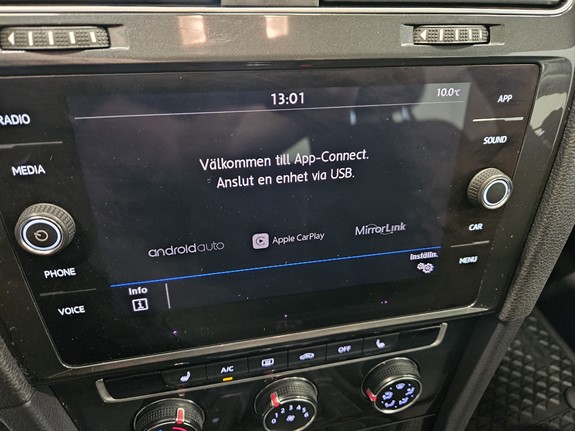 13:01
10.0°C
APP
RADIO
SOUND
MEDIA
Välkommen till App-Connect.
Anslut en enhet via USB.
androidauto
Apple CarPlay
MirrorLink
CAR
PHONE
Inställn.
MENU
Info
VOICE
A/C
OFF
0